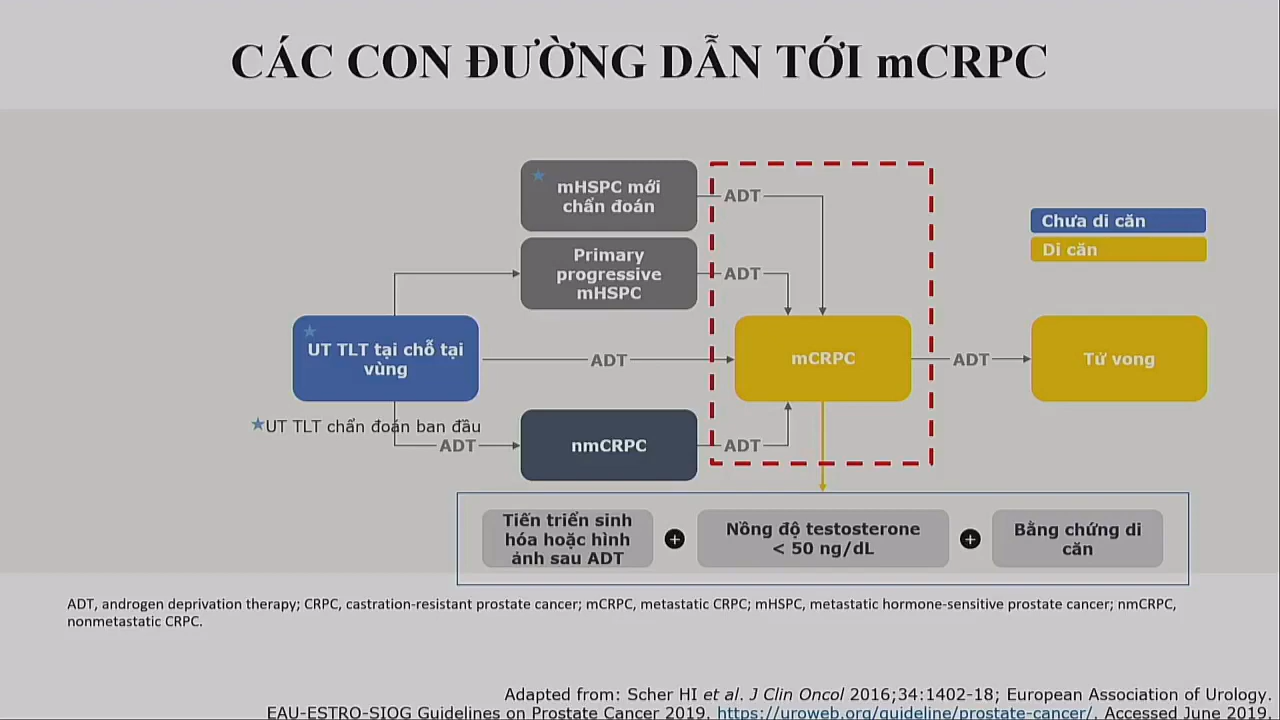 CÁC CON ĐƯỜNG DẪN TỚI mCRPC
mHSPC mới
chẩn đoán
ADT
Chưa di căn
Di căn
Primary
progressive
mHSPC
ADT
UT TLT tại chỗ tại
vùng
ADT
mCRPC
ADT
Tử vong
UT TLT chẩn đoán ban đầu
ADT
nmCRPC
ADT
Tiến triển sinh
hóa hoặc hình
ảnh sau ADT
+
Nồng độ testosterone
< 50 ng/dL
+
Bằng chứng di
căn
ADT, androgen deprivation therapy; CRPC, castration-resistant prostate cancer; mCRPC, metastatic CRPC; mHSPC, metastatic hormone-sensitive prostate cancer; nmCRPC,
nonmetastatic CRPC.
Adapted from: Scher HI et al. J Clin Oncol 2016;34:1402-18; European Association of Urology.
EAU-ESTRO-SIOG Guidelines on Prostate Cancer 2019. https://uroweb.org/guideline/prostate-cancer/. Accessed June 2019.